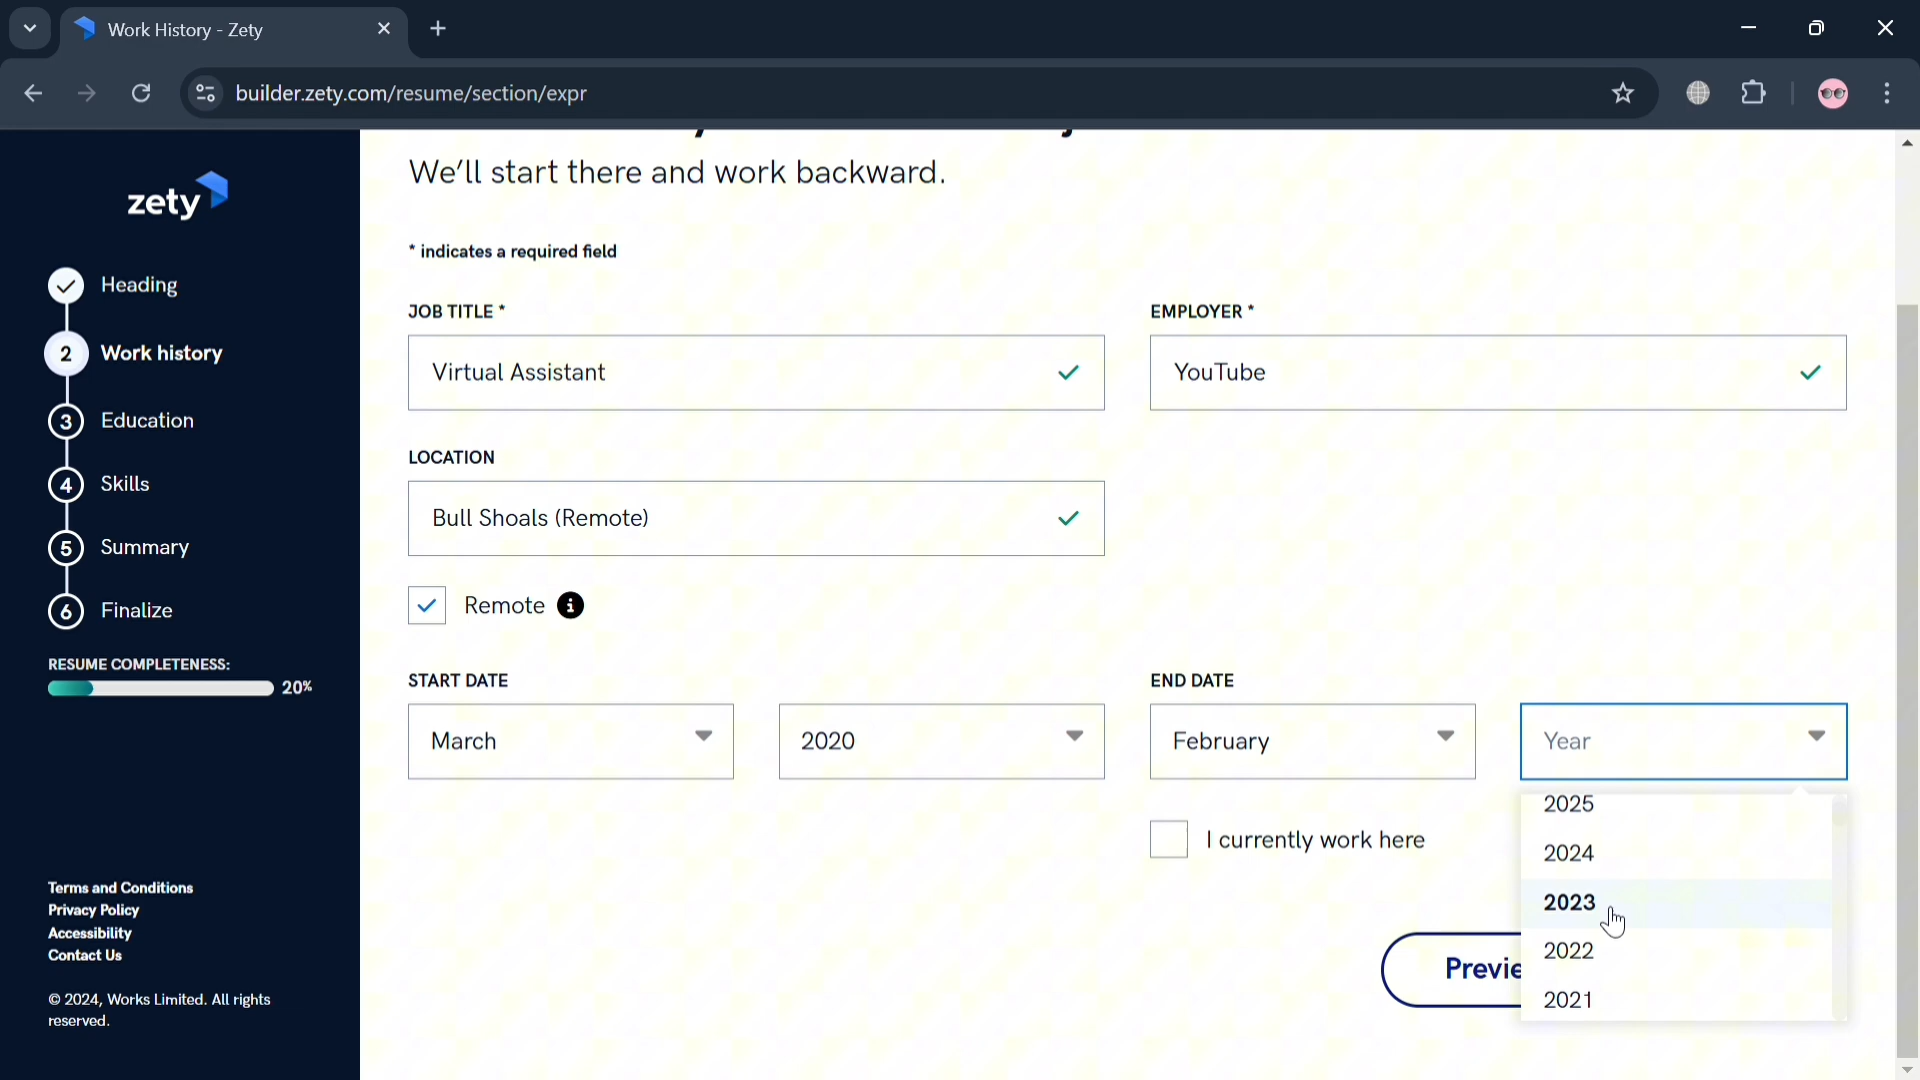 Work History - Zety
builder.zety.com/resume/section/expr
zety
Heading
2 Work history
3 Education
4 Skills
5 Summary
6 Finalize
RESUME COMPLETENESS:
20%
Terms and Conditions
Privacy Policy
Accessibility
Contact Us
© 2024, Works Limited. All rights
reserved.
We'll start there and work backward.
* indicates a required field
JOB TITLE *
Virtual Assistant
EMPLOYER *
YouTube
LOCATION
Bull Shoals (Remote)
Remote
START DATE
March
2020
END DATE
February
Year
2025
2024
2023
2022
2021
I currently work here
Previe